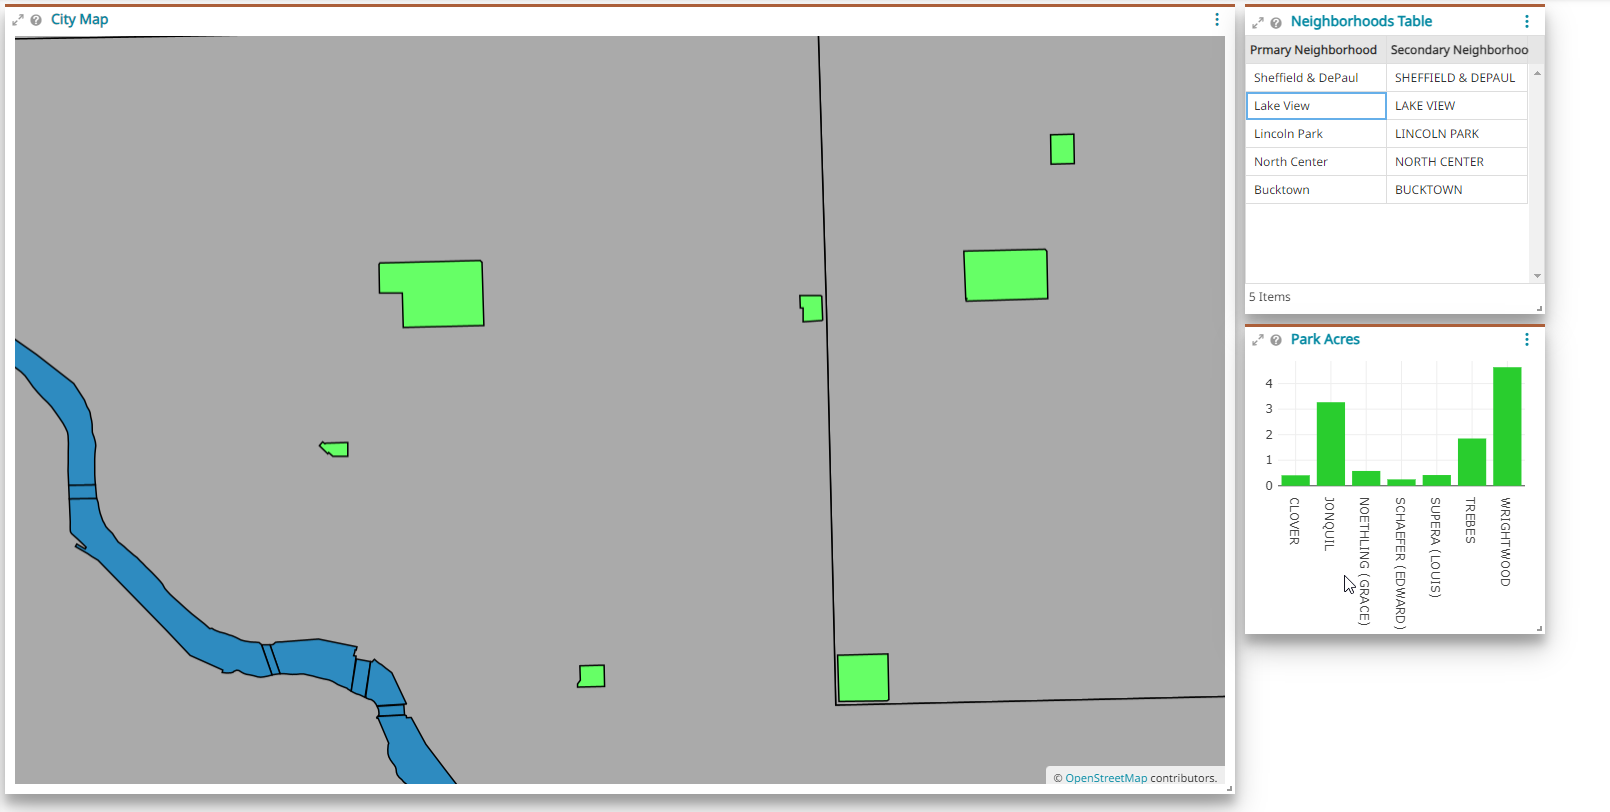 City Map
© OpenStreetMap contributors.
Neighborhoods Table
Prmary Neighborhood Secondary Neighborhoo
Sheffield & DePaul SHEFFIELD & DEPAUL
Lake View LAKE VIEW
Lincoln Park LINCOLN PARK
North Center NORTH CENTER
Bucktown BUCKTOWN
5 Items
Park Acres
4
3
2
1
0
CLOVER
JONQUIL
NOETHLING (GRACE)
SCHAEFER (EDWARD)
SUPERA (LOUIS)
TREBES
WRIGHTWOOD